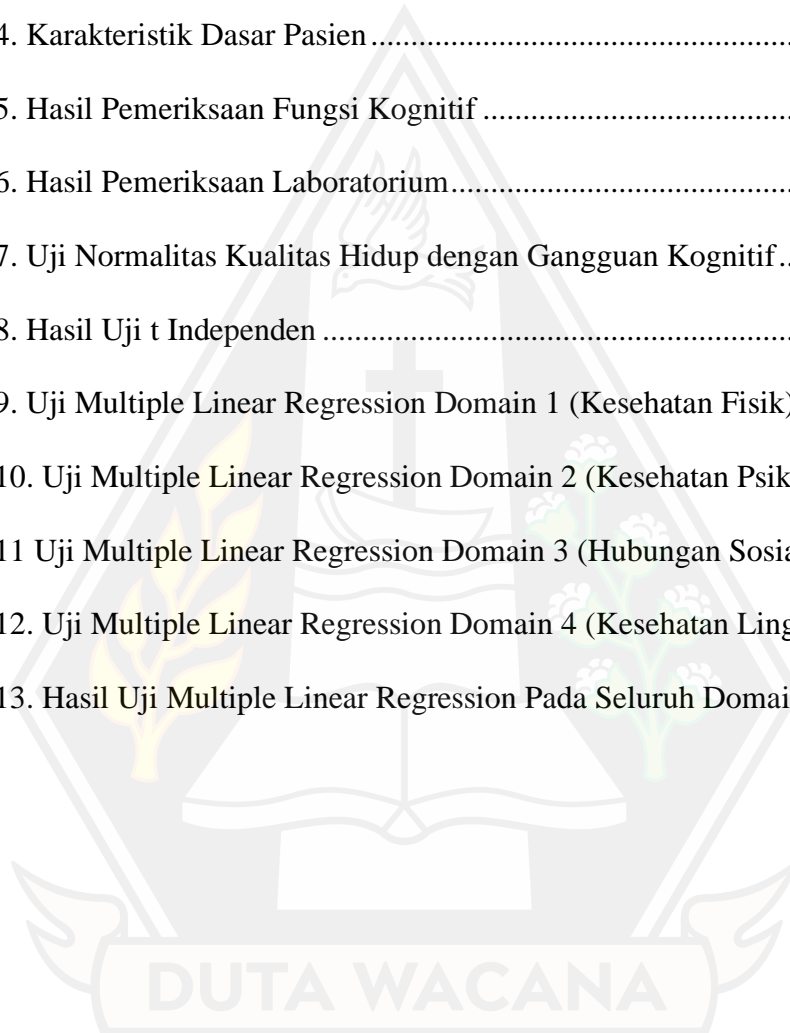 4. Karakteristik Dasar Pasien ................................................................
5. Hasil Pemeriksaan Fungsi Kognitif ................................................
6. Hasil Pemeriksaan Laboratorium....................................................
7. Uji Normalitas Kualitas Hidup dengan Gangguan Kognitif ..
8. Hasil Uji t Independen ....................................................................
9. Uji Multiple Linear Regression Domain 1 (Kesehatan Fisik)
10. Uji Multiple Linear Regression Domain 2 (Kesehatan Psik
11 Uji Multiple Linear Regression Domain 3 (Hubungan Sosia
12. Uji Multiple Linear Regression Domain 4 (Kesehatan Ling
13. Hasil Uji Multiple Linear Regression Pada Seluruh Domai
DUTA WACANA